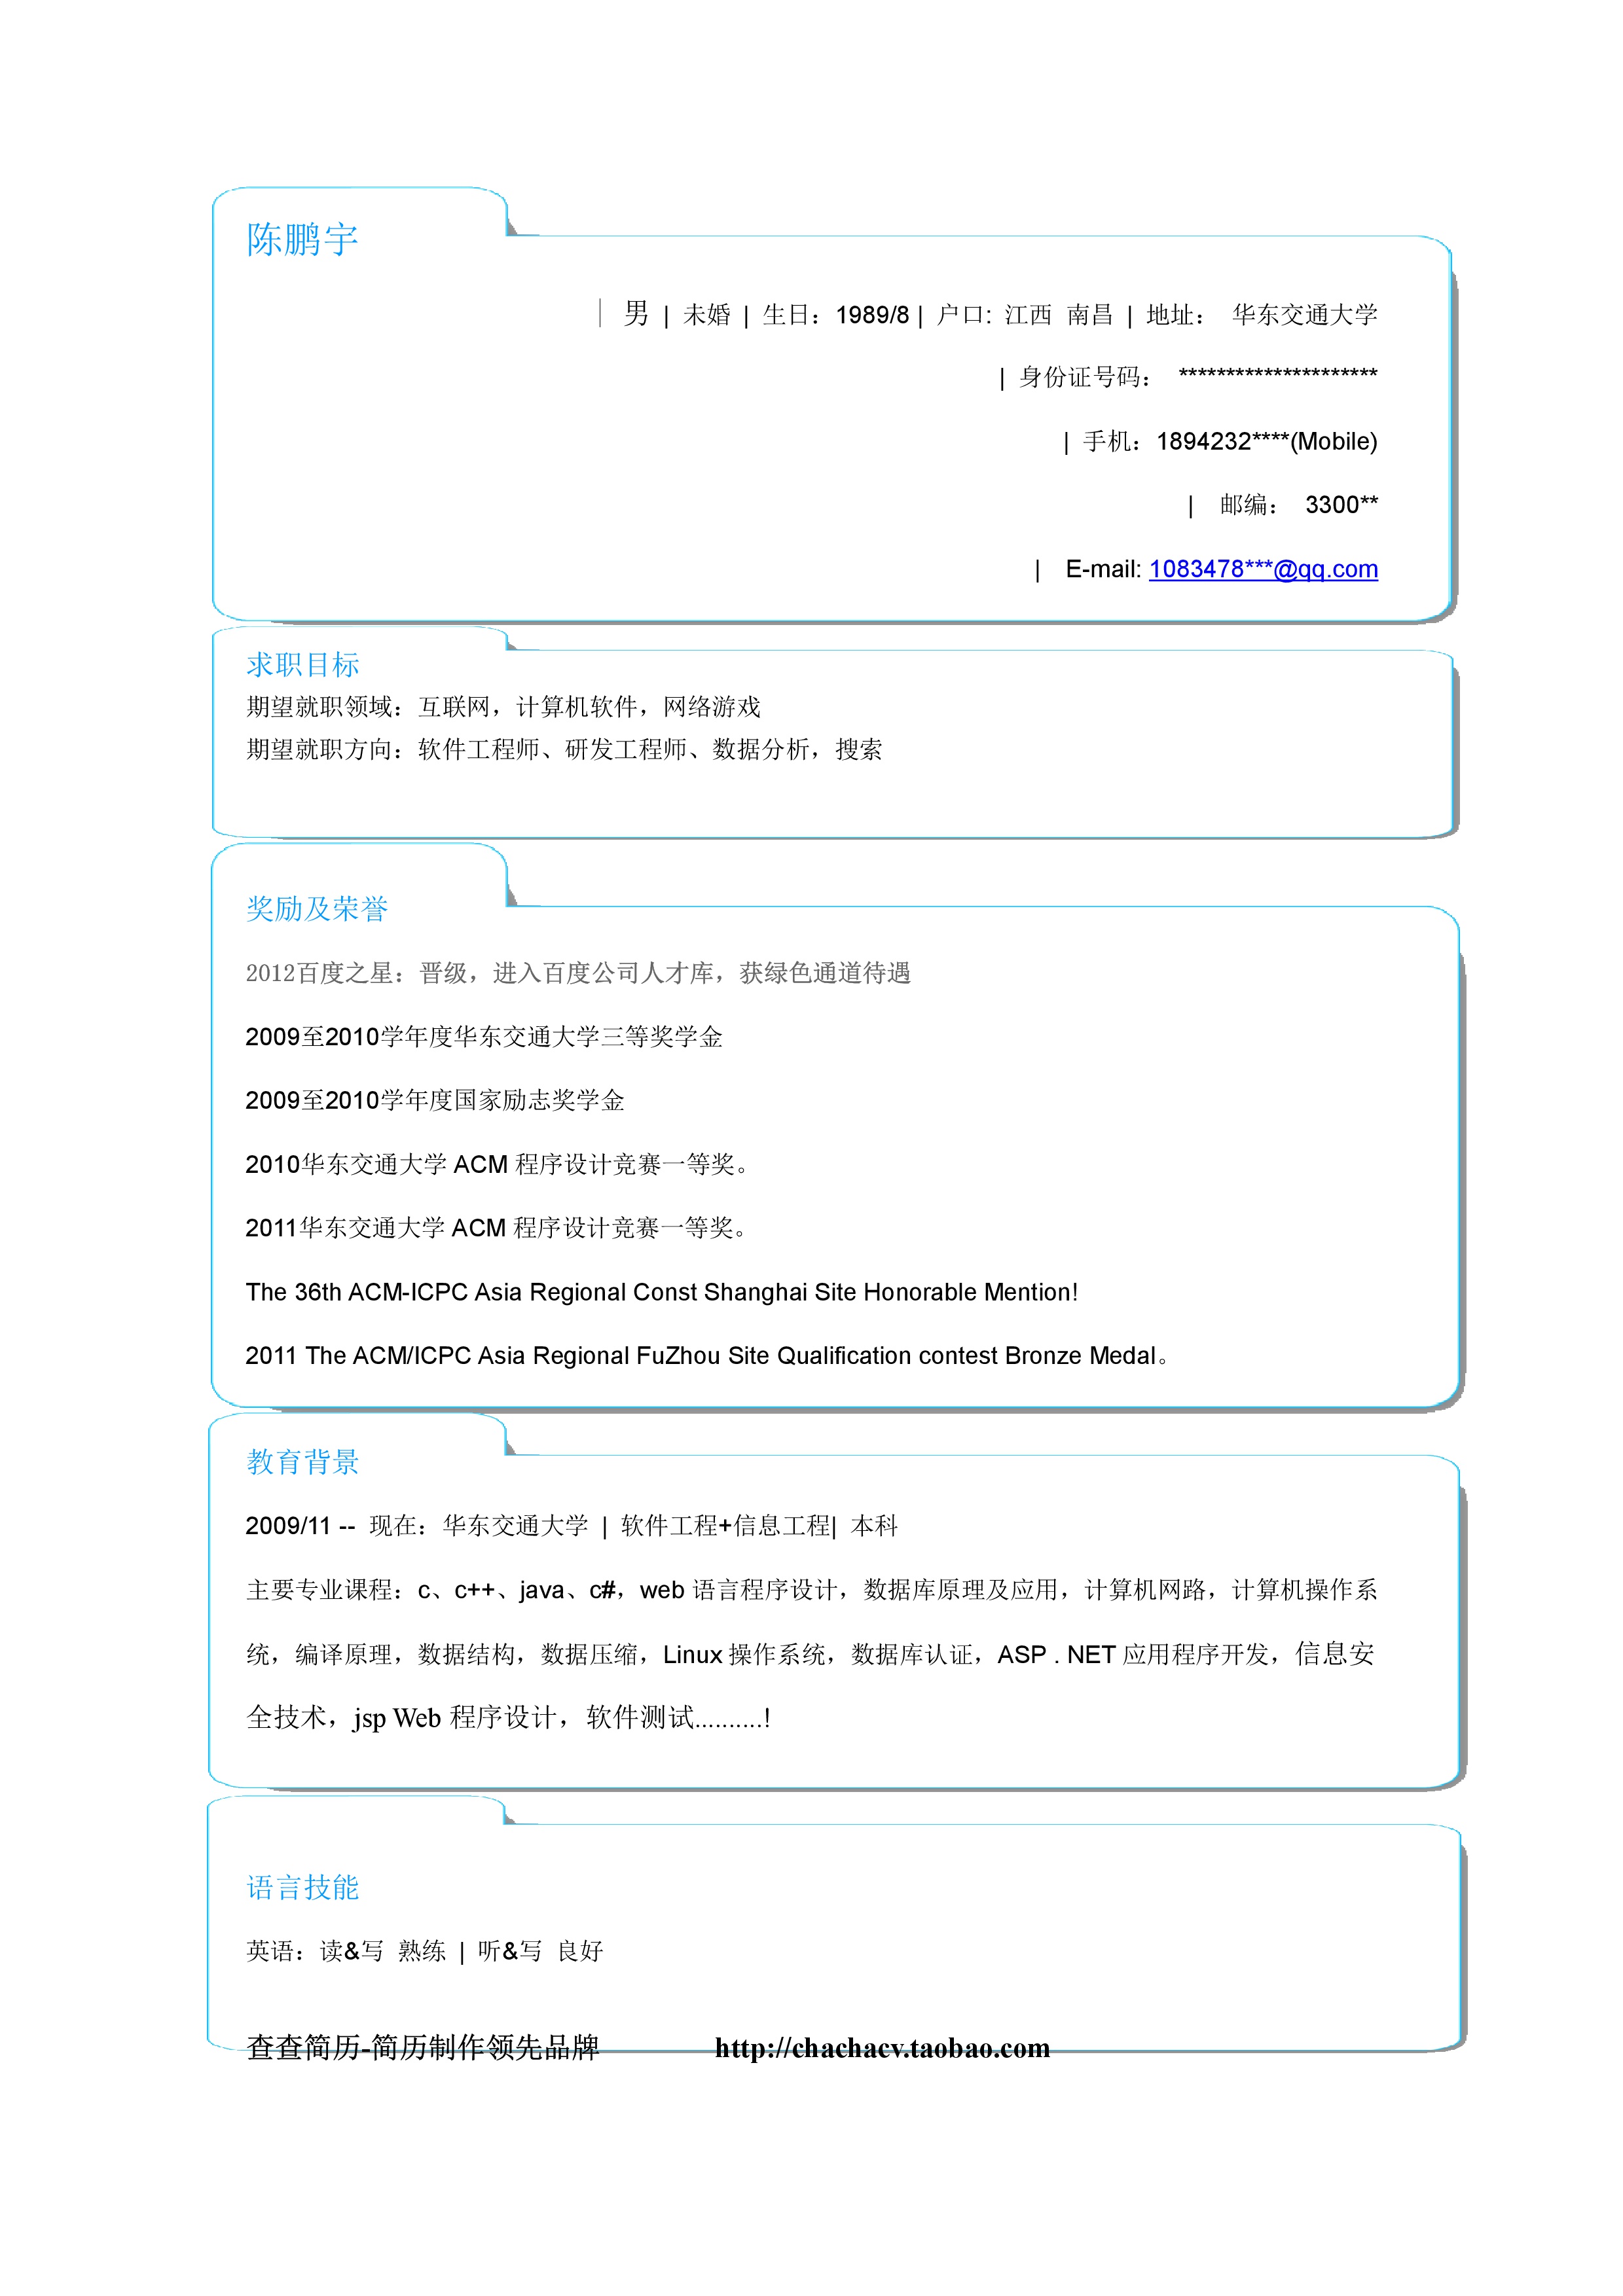 陈鹏宇
| 男 | 未婚 | 生日：1989/8 | 户口: 江西 南昌 | 地址： 华东交通大学
| 身份证号码： *********************
| 手机：1894232****(Mobile)
| 邮编： 3300**
| E-mail: 1083478***@qq.com
求职目标
期望就职领域：互联网，计算机软件，网络游戏
期望就职方向：软件工程师、研发工程师、数据分析，搜索
奖励及荣誉
2012百度之星：晋级，进入百度公司人才库，获绿色通道待遇
2009至2010学年度华东交通大学三等奖学金
2009至2010学年度国家励志奖学金
2010华东交通大学 ACM 程序设计竞赛一等奖。
2011华东交通大学 ACM 程序设计竞赛一等奖。
The 36th ACM-ICPC Asia Regional Const Shanghai Site Honorable Mention!
2011 The ACM/ICPC Asia Regional FuZhou Site Qualification contest Bronze Medal。
教育背景
2009/11 -- 现在：华东交通大学 | 软件工程+信息工程| 本科
主要专业课程：c、c++、java、c#，web 语言程序设计，数据库原理及应用，计算机网路，计算机操作系
统，编译原理，数据结构，数据压缩，Linux 操作系统，数据库认证，ASP . NET 应用程序开发，信息安
全技术，jsp Web 程序设计，软件测试..........!
语言技能
英语：读&写 熟练 | 听&写 良好
查查简历-简历制作领先品牌 http://chachacv.taobao.com